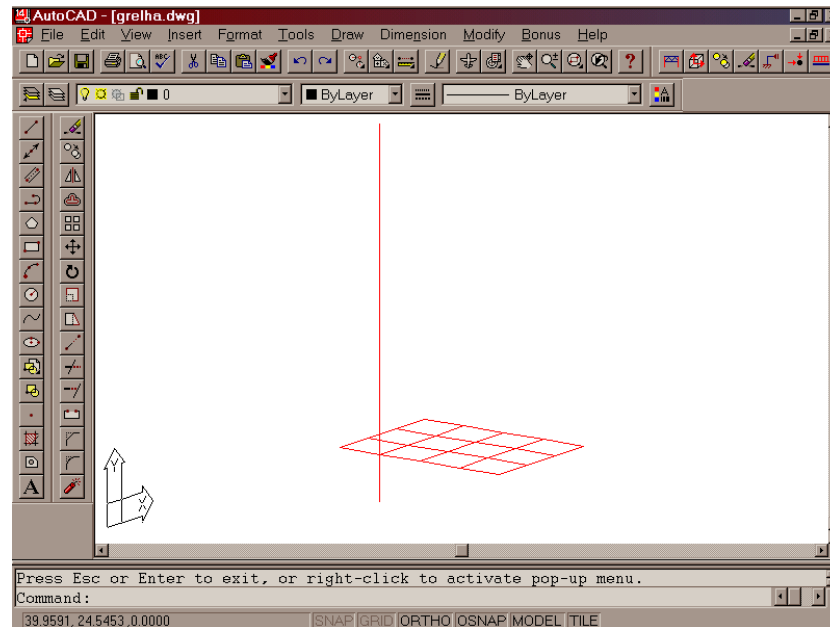 AutoCAD - [grelha.dwg]
File Edit View Insert Format Tools Draw Dimension Modify Bonus Help
ABC ?
0 ByLayer ByLayer
A
Y
X
Press Esc or Enter to exit, or right-click to activate pop-up menu.
Command:
39.9591, 24.5453 ,0.0000 SNAP GRID ORTHO OSNAP MODEL TILE